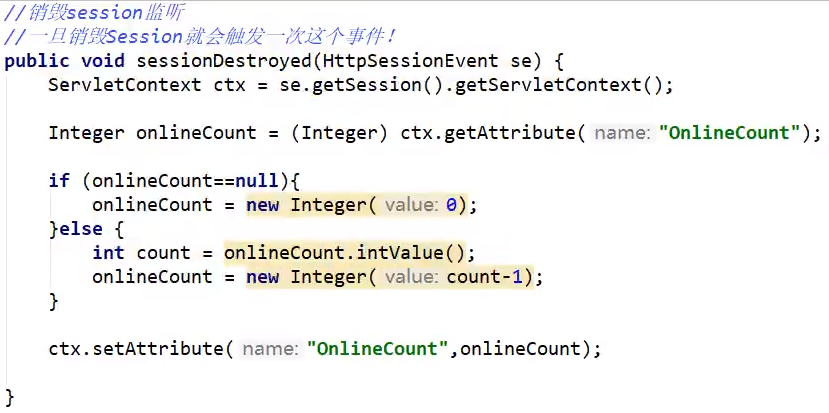 //销毁session监听
//一旦销毁Session就会触发一次这个事件!
public void sessionDestroyed(HttpSessionEvent se) {
ServletContext ctx = se.getSession().getServletContext();
Integer onlineCount = (Integer) ctx.getAttribute( name: "OnlineCount");
if (onlineCount==null){
onlineCount = new Integer( value: 0);
}else {
int count = onlineCount.intValue();
onlineCount = new Integer( value: count-1);
}
ctx.setAttribute( name: "OnlineCount",onlineCount);
}